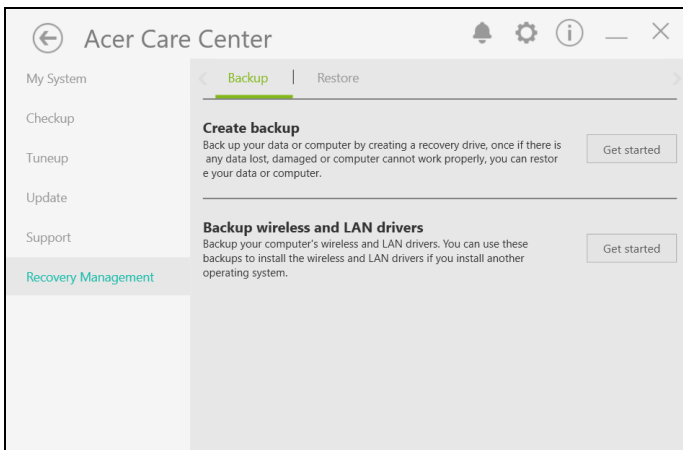 Acer Care Center
My System
Checkup
Tuneup
Update
Support
Recovery Management
Backup | Restore
Create backup
Back up your data or computer by creating a recovery drive, once if there is
any data lost, damaged or computer cannot work properly, you can restor
e your data or computer.
Get started
Backup wireless and LAN drivers
Backup your computer's wireless and LAN drivers. You can use these
backups to install the wireless and LAN drivers if you install another
operating system.
Get started